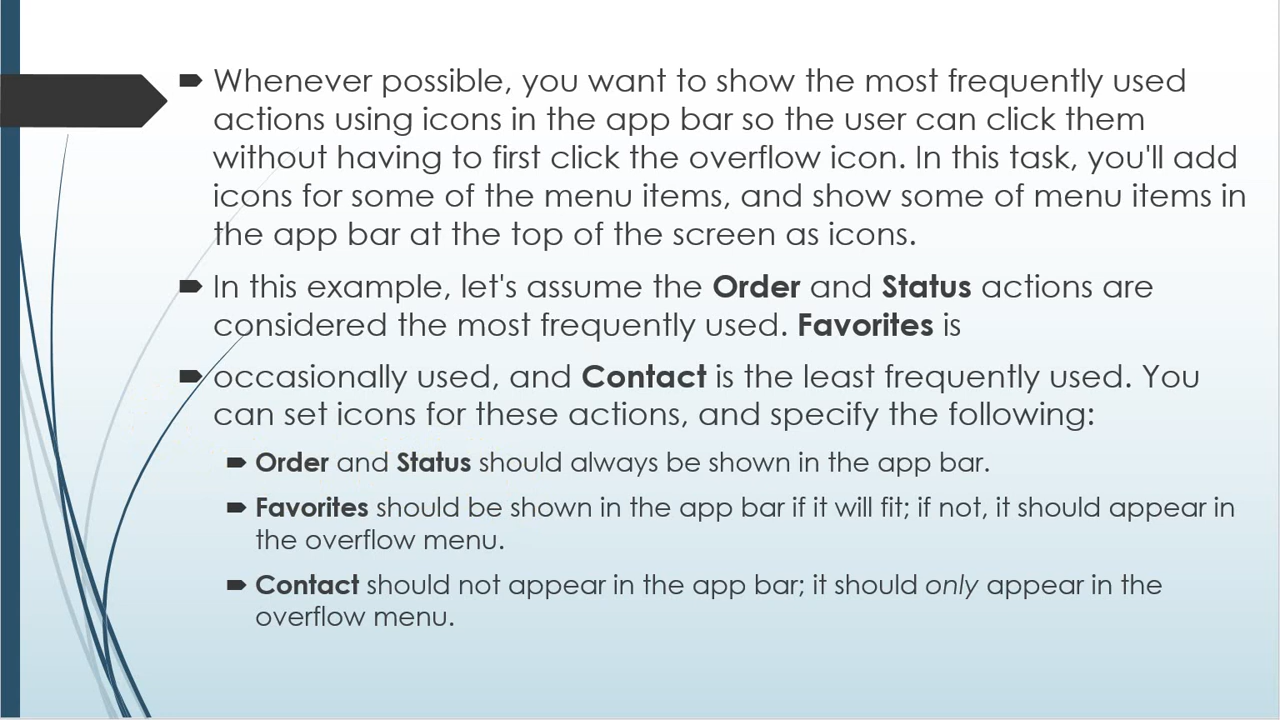 Whenever possible, you want to show the most frequently used
actions using icons in the app bar so the user can click them
without having to first click the overflow icon. In this task, you'll add
icons for some of the menu items, and show some of menu items in
the app bar at the top of the screen as icons.
In this example, let's assume the Order and Status actions are
considered the most frequently used. Favorites is
occasionally used, and Contact is the least frequently used. You
can set icons for these actions, and specify the following:
Order and Status should always be shown in the app bar.
Favorites should be shown in the app bar if it will fit; if not, it should appear in
the overflow menu.
Contact should not appear in the app bar; it should only appear in the
overflow menu.